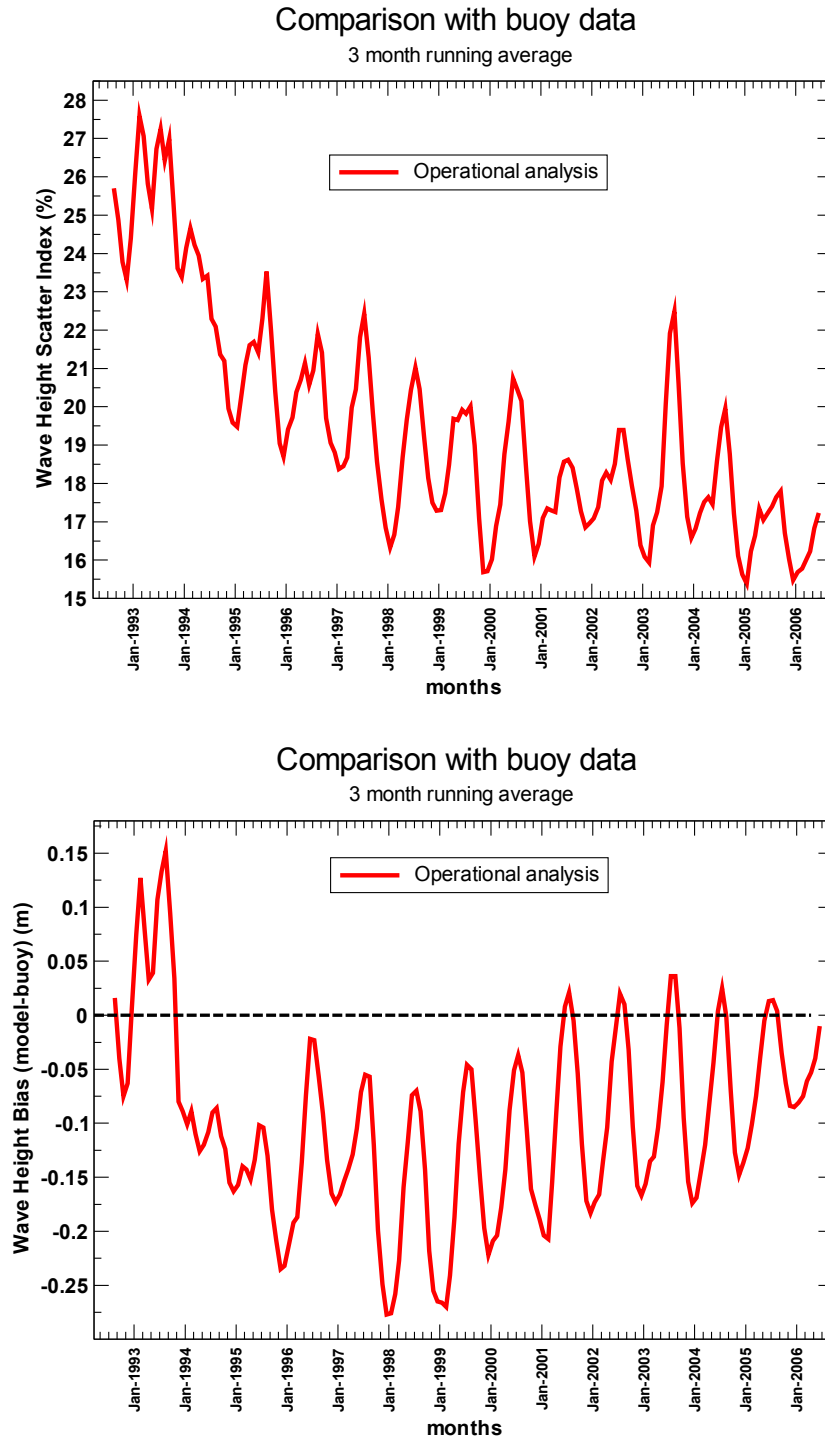 Comparison with buoy data
3 month running average
28
27
26
25
24
23
22
21
20
19
18
17
16
15
Wave Height Scatter Index (%)
Operational analysis
Jan-1993
Jan-1994
Jan-1995
Jan-1996
Jan-1997
Jan-1998
Jan-1999
Jan-2000
Jan-2001
Jan-2002
Jan-2003
Jan-2004
Jan-2005
Jan-2006
months
Comparison with buoy data
3 month running average
0.15
0.1
0.05
0
-0.05
-0.1
-0.15
-0.2
-0.25
Wave Height Bias (model-buoy) (m)
Operational analysis
Jan-1993
Jan-1994
Jan-1995
Jan-1996
Jan-1997
Jan-1998
Jan-1999
Jan-2000
Jan-2001
Jan-2002
Jan-2003
Jan-2004
Jan-2005
Jan-2006
months